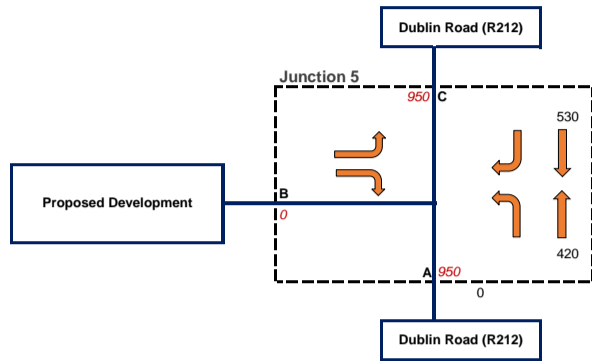 Dublin Road (R212)
Junction 5
950 C
530
B
Proposed Development
0
420
A 950
0
Dublin Road (R212)